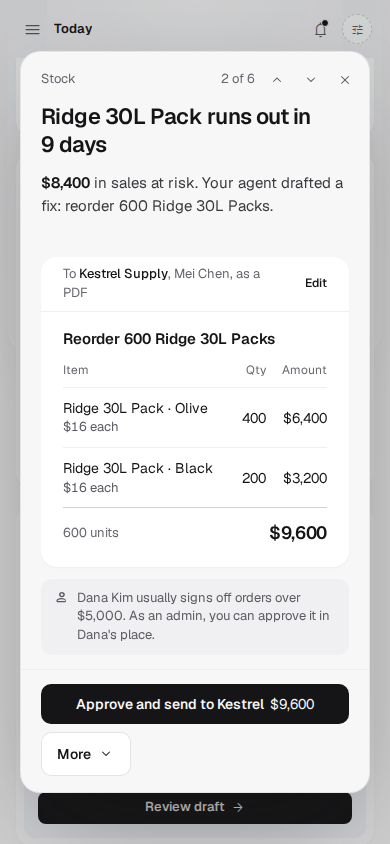 Today
Stock
2 of 6
Ridge 30L Pack runs out in
9 days
$8,400 in sales at risk. Your agent drafted a
fix: reorder 600 Ridge 30L Packs.
To Kestrel Supply, Mei Chen, as a
PDF
Edit
Reorder 600 Ridge 30L Packs
Item Qty Amount
Ridge 30L Pack · Olive
$16 each
400 $6,400
Ridge 30L Pack · Black
$16 each
200 $3,200
600 units $9,600
Dana Kim usually signs off orders over
$5,000. As an admin, you can approve it in
Dana's place.
Approve and send to Kestrel $9,600
More
Review draft →